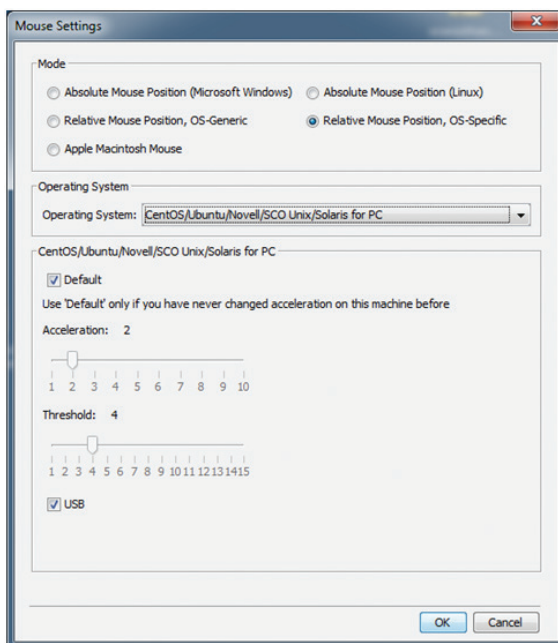 Mouse Settings
Mode
Absolute Mouse Position (Microsoft Windows) Absolute Mouse Position (Linux)
Relative Mouse Position, OS-Generic Relative Mouse Position, OS-Specific
Apple Macintosh Mouse
Operating System
Operating System: CentOS/Ubuntu/Novell/SCO Unix/Solaris for PC
CentOS/Ubuntu/Novell/SCO Unix/Solaris for PC
Default
Use 'Default' only if you have never changed acceleration on this machine before
Acceleration: 2
1 2 3 4 5 6 7 8 9 10
Threshold: 4
1 2 3 4 5 6 7 8 9 10 11 12 13 14 15
USB
OK Cancel